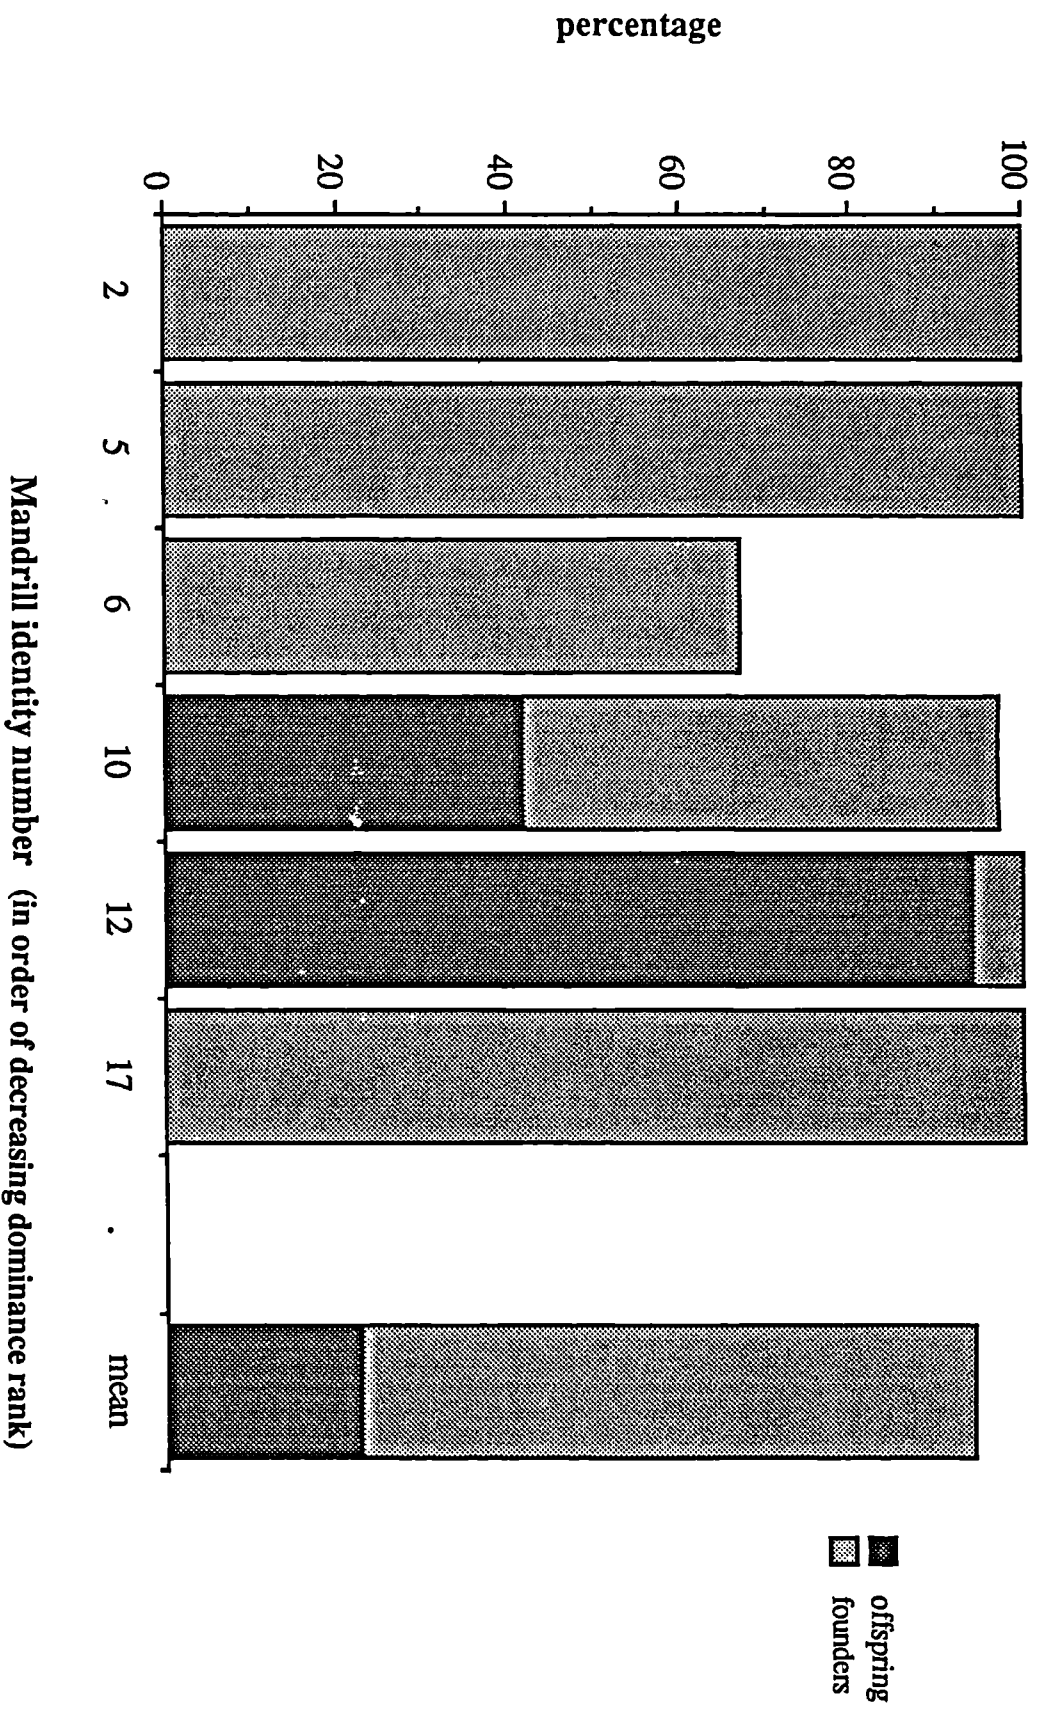 percentage
100
80
60
40
20
0
2
5
6
10
12
17
.
mean
Mandrill identity number (in order of decreasing dominance rank)
offspring
founders